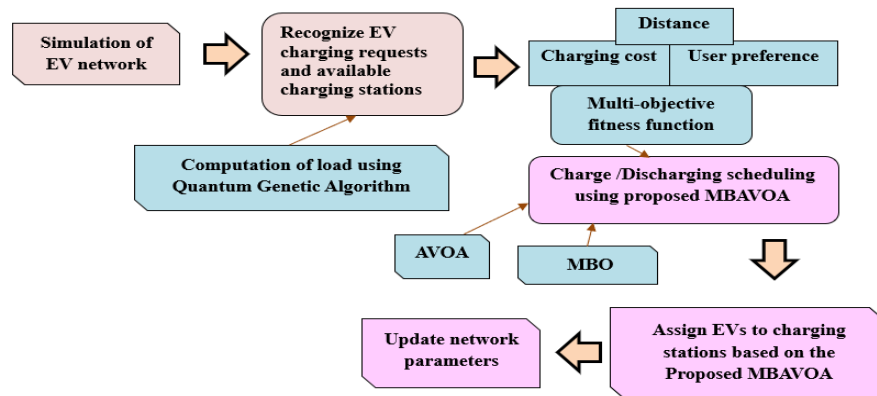 Simulation of
EV network
Recognize EV
charging requests
and available
charging stations
Distance
Charging cost
User preference
Multi-objective
fitness function
Computation of load using
Quantum Genetic Algorithm
Charge /Discharging scheduling
using proposed MBAVOA
AVOA
MBO
Update network
parameters
Assign EVs to charging
stations based on the
Proposed MBAVOA